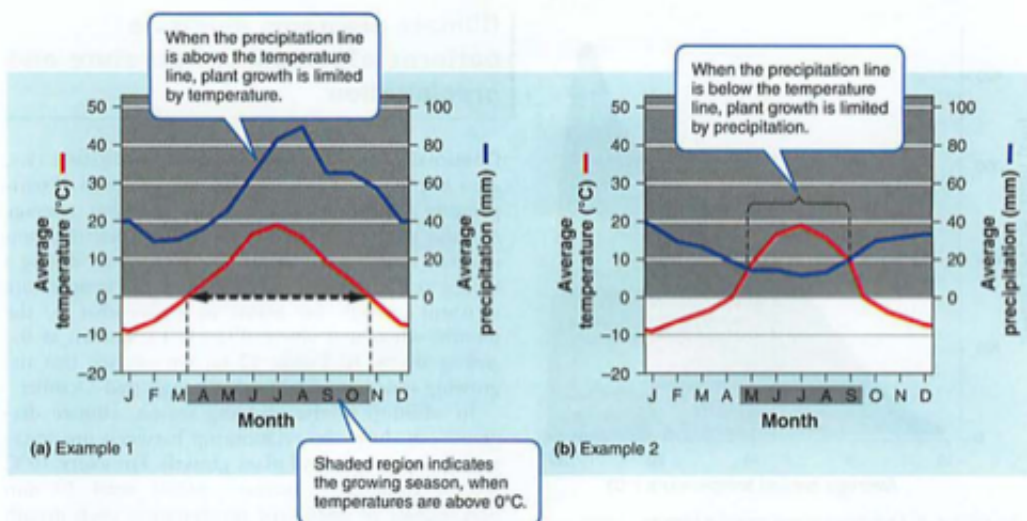 When the precipitation line
is above the temperature
line, plant growth is limited
by temperature.
When the precipitation line
is below the temperature
line, plant growth is limited
by precipitation.
Average
temperature (°C)
50
40
30
20
10
0
−10
−20
100
80
60
40
20
0
Average
precipitation (mm)
J F M A M J J A S O N D
Month
(a) Example 1
Average
temperature (°C)
50
40
30
20
10
0
−10
−20
100
80
60
40
20
0
Average
precipitation (mm)
J F M A M J J A S O N D
Month
(b) Example 2
Shaded region indicates
the growing season, when
temperatures are above 0°C.